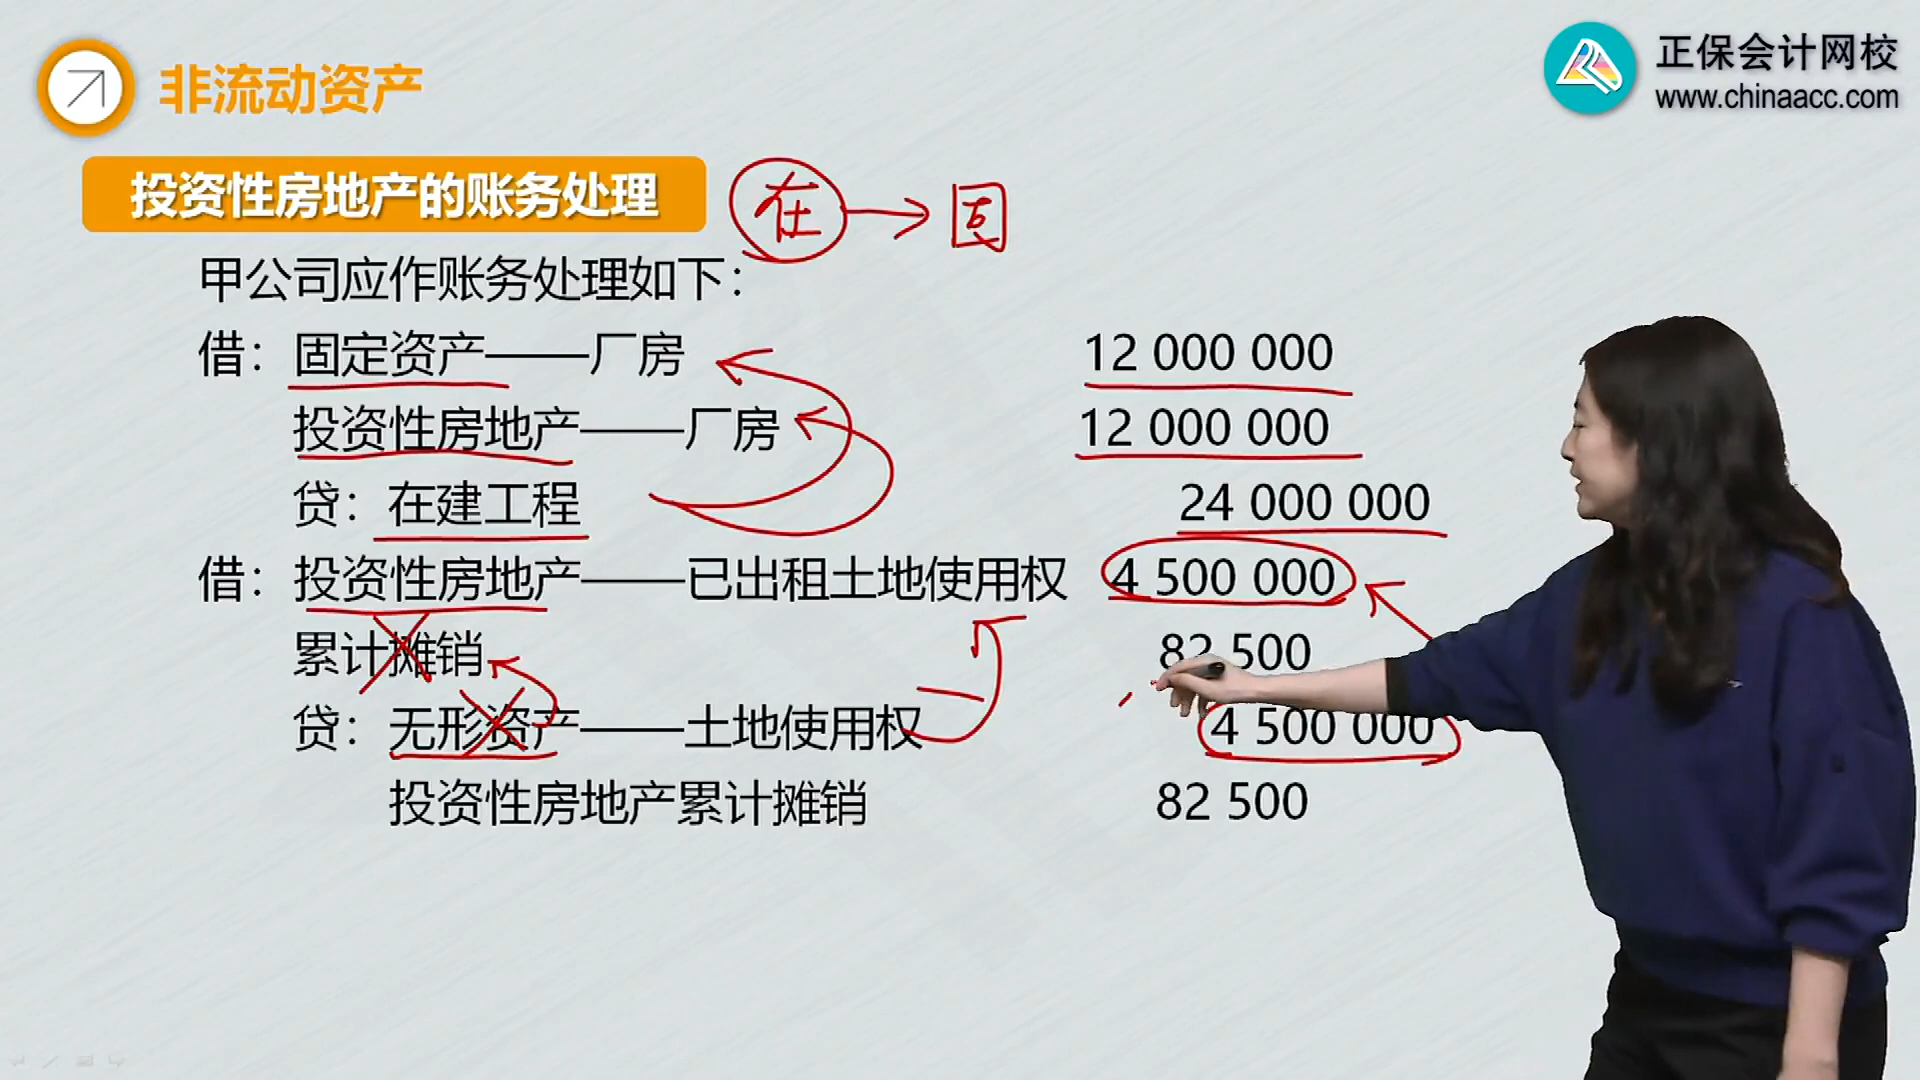 非流动资产
正保会计网校
www.chinaacc.com
投资性房地产的账务处理
在 → 固
甲公司应作账务处理如下：
借：固定资产——厂房 12 000 000
投资性房地产——厂房 12 000 000
贷：在建工程 24 000 000
借：投资性房地产——已出租土地使用权 4 500 000
累计摊销 82 500
贷：无形资产——土地使用权 4 500 000
投资性房地产累计摊销 82 500